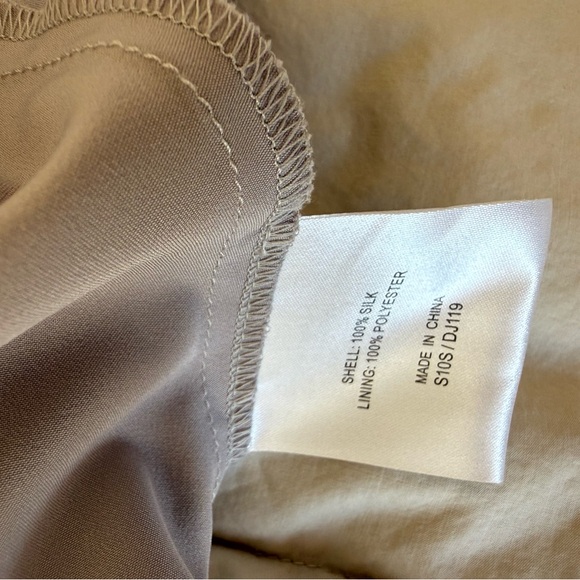 SHELL: 100% SILK
LINING: 100% POLYESTER
MADE IN CHINA
S10S / DJ119